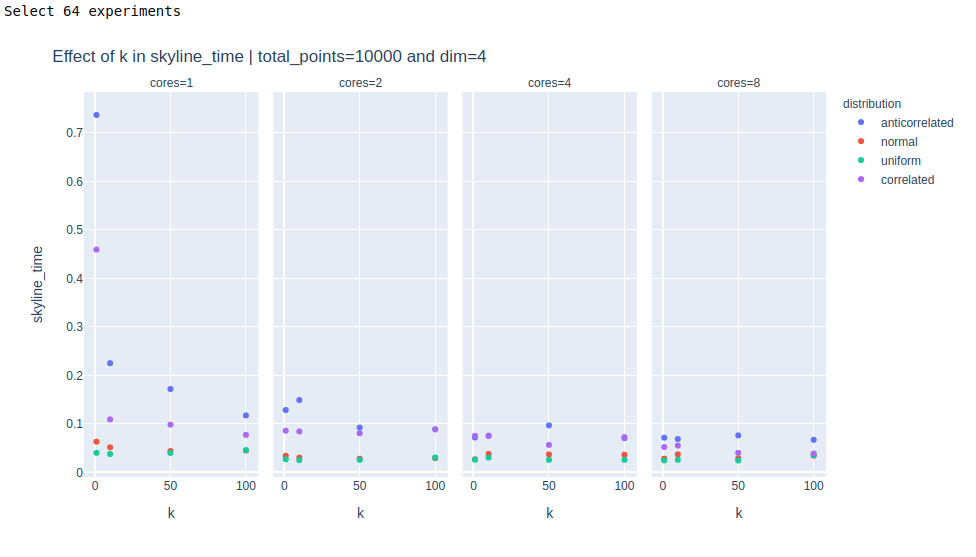 Select 64 experiments
Effect of k in skyline_time | total_points=10000 and dim=4
cores=1
cores=2
cores=4
cores=8
distribution
anticorrelated
normal
uniform
correlated
skyline_time
0.7
0.6
0.5
0.4
0.3
0.2
0.1
0
0 50 100
0 50 100
0 50 100
0 50 100
k
k
k
k